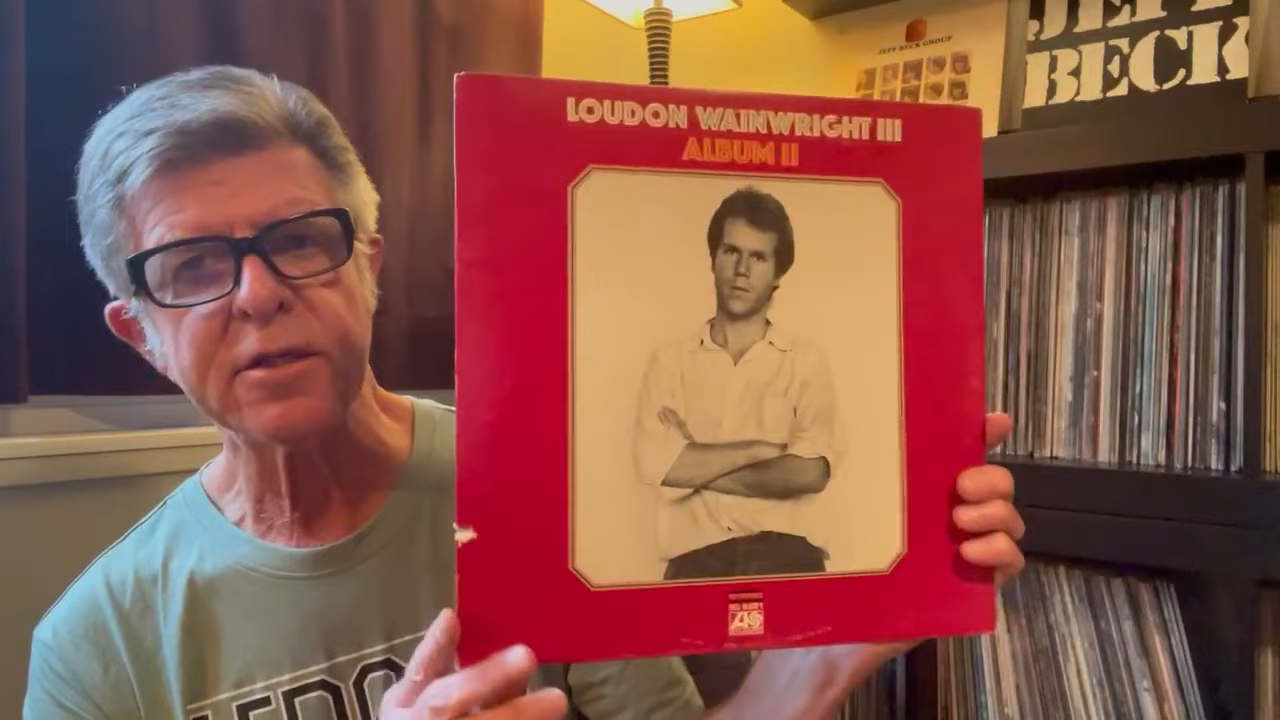 JEFF BECK GROUP
JEFF
BECK
LOUDON WAINWRIGHT III
ALBUM II